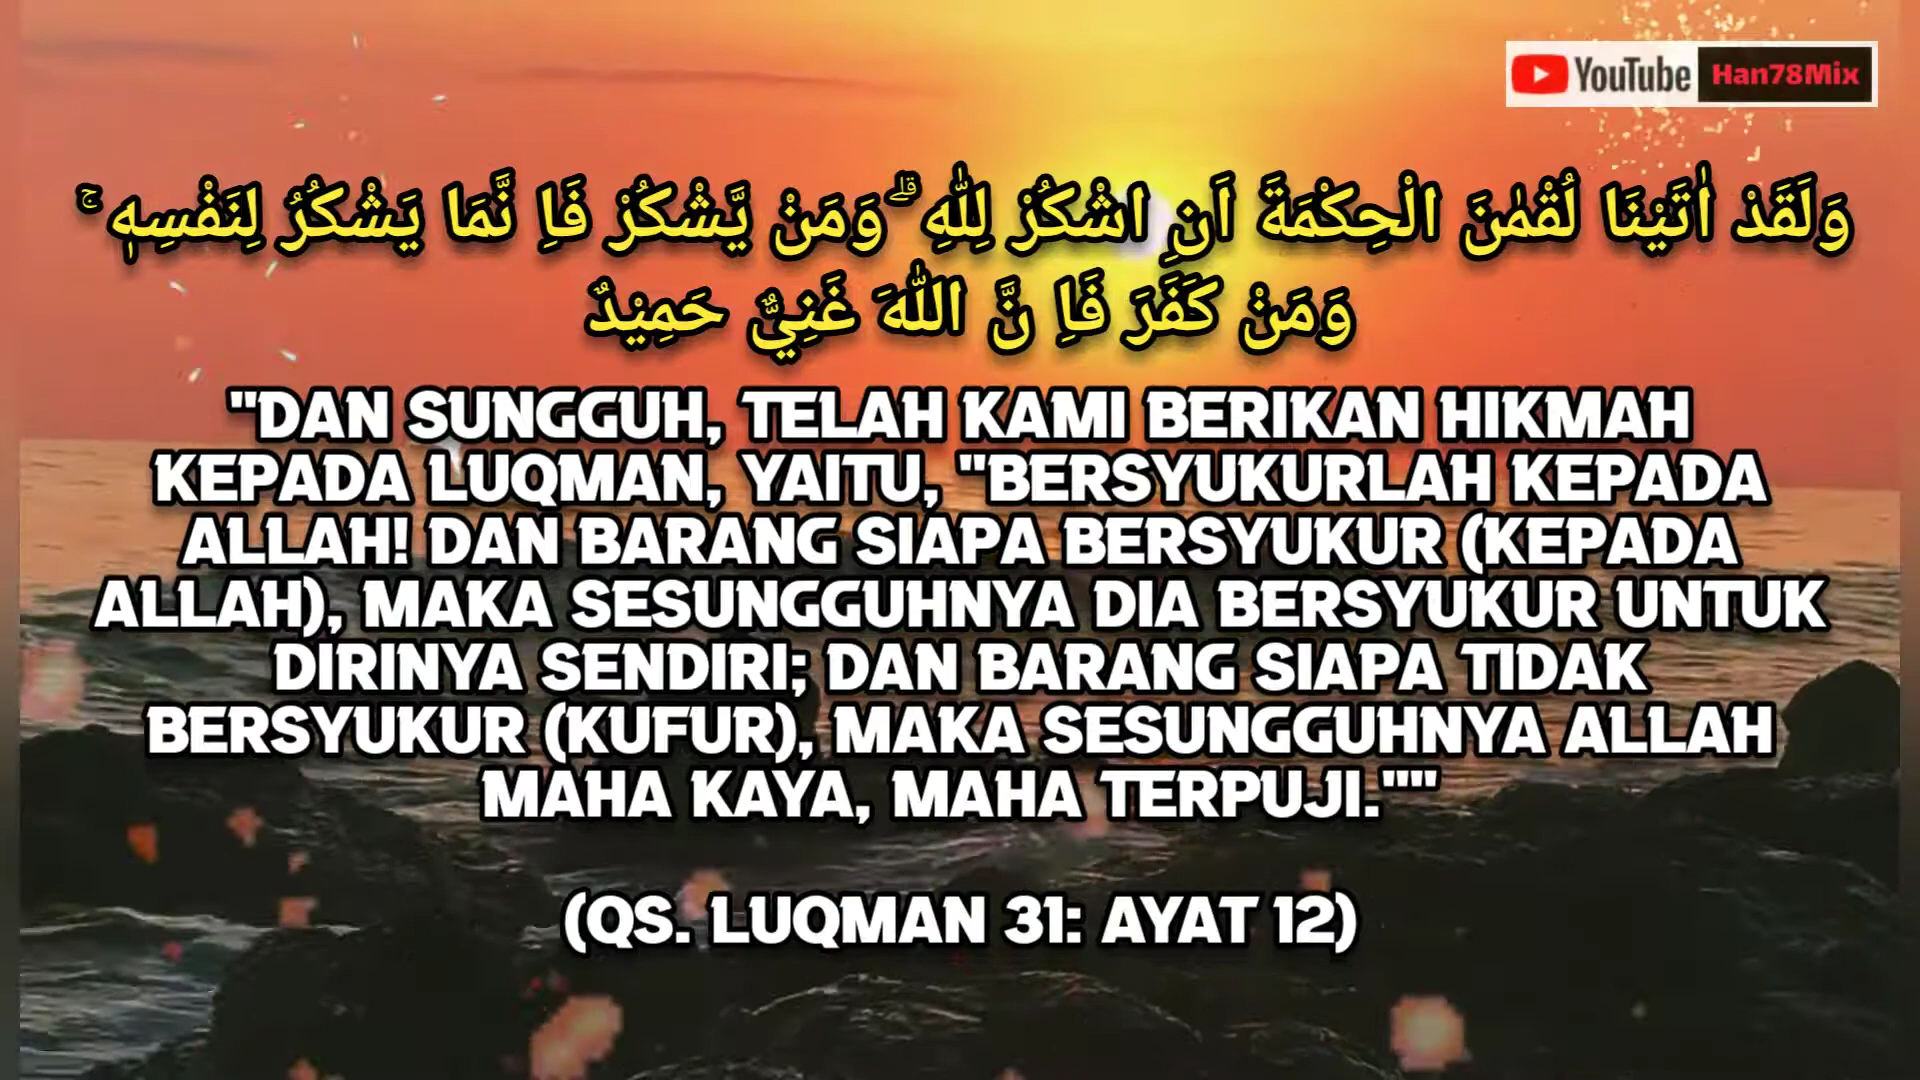 YouTube Han78Mix
وَلَقَدْ اٰتَيْنَا لُقْمٰنَ الْحِكْمَةَ اَنِ اشْكُرْ لِلّٰهِ ۗ وَمَنْ يَّشْكُرْ فَاِ نَّمَا يَشْكُرُ لِنَفْسِهٖ ۚ
وَمَنْ كَفَرَ فَاِ نَّ اللّٰهَ غَنِيٌّ حَمِيْدٌ
"DAN SUNGGUH, TELAH KAMI BERIKAN HIKMAH
KEPADA LUQMAN, YAITU, "BERSYUKURLAH KEPADA
ALLAH! DAN BARANG SIAPA BERSYUKUR (KEPADA
ALLAH), MAKA SESUNGGUHNYA DIA BERSYUKUR UNTUK
DIRINYA SENDIRI; DAN BARANG SIAPA TIDAK
BERSYUKUR (KUFUR), MAKA SESUNGGUHNYA ALLAH
MAHA KAYA, MAHA TERPUJI.""
(QS. LUQMAN 31: AYAT 12)